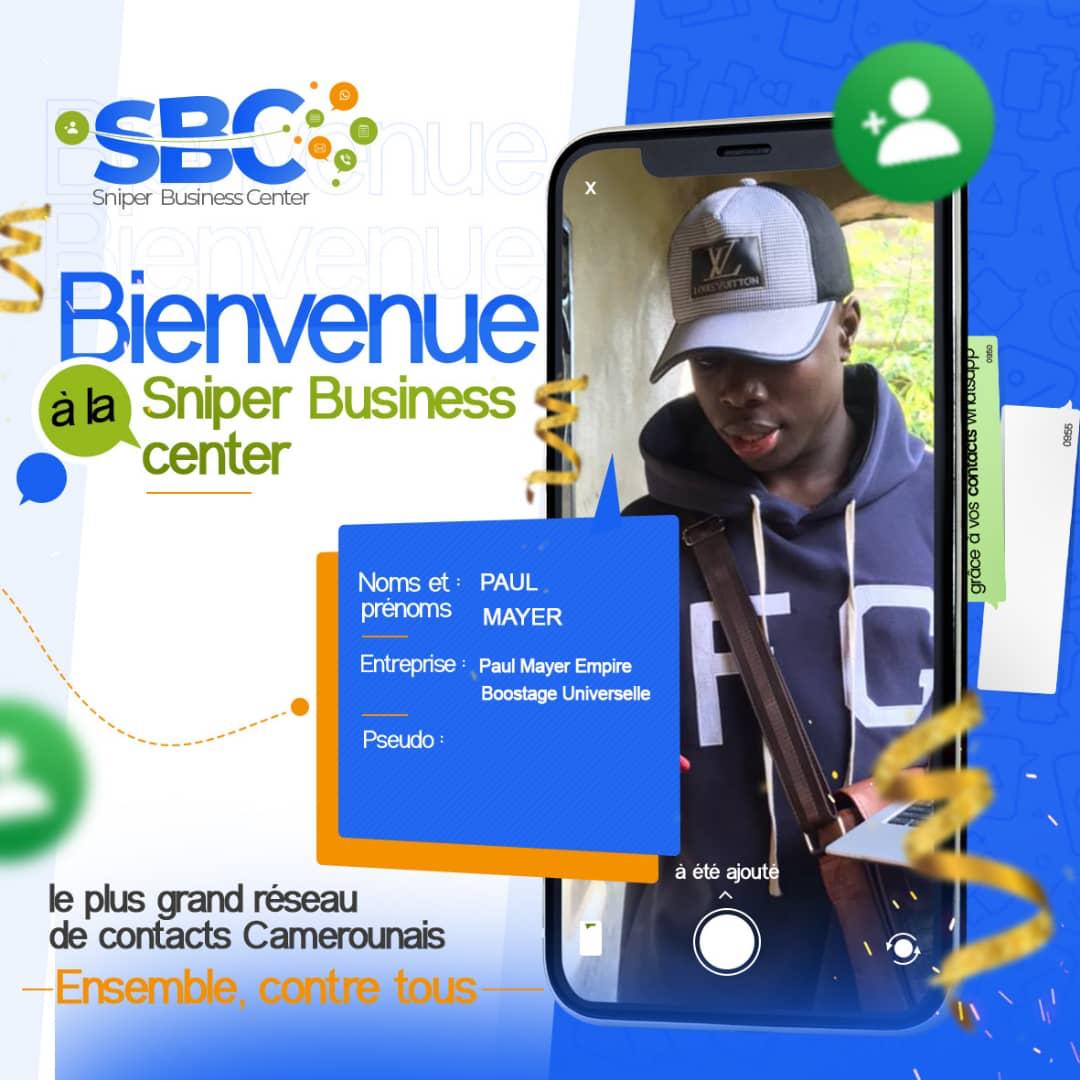 SBC
Sniper Business Center
Bienvenue
Bienvenue
Bienvenue
à la
Sniper Business
center
X
LOUIS VUITTON
F G
grâce à vos contacts whatsapp
0950
0955
Noms et : PAUL
prénoms MAYER
Entreprise : Paul Mayer Empire
Boostage Universelle
Pseudo :
à été ajouté
le plus grand réseau
de contacts Camerounais
Ensemble, contre tous